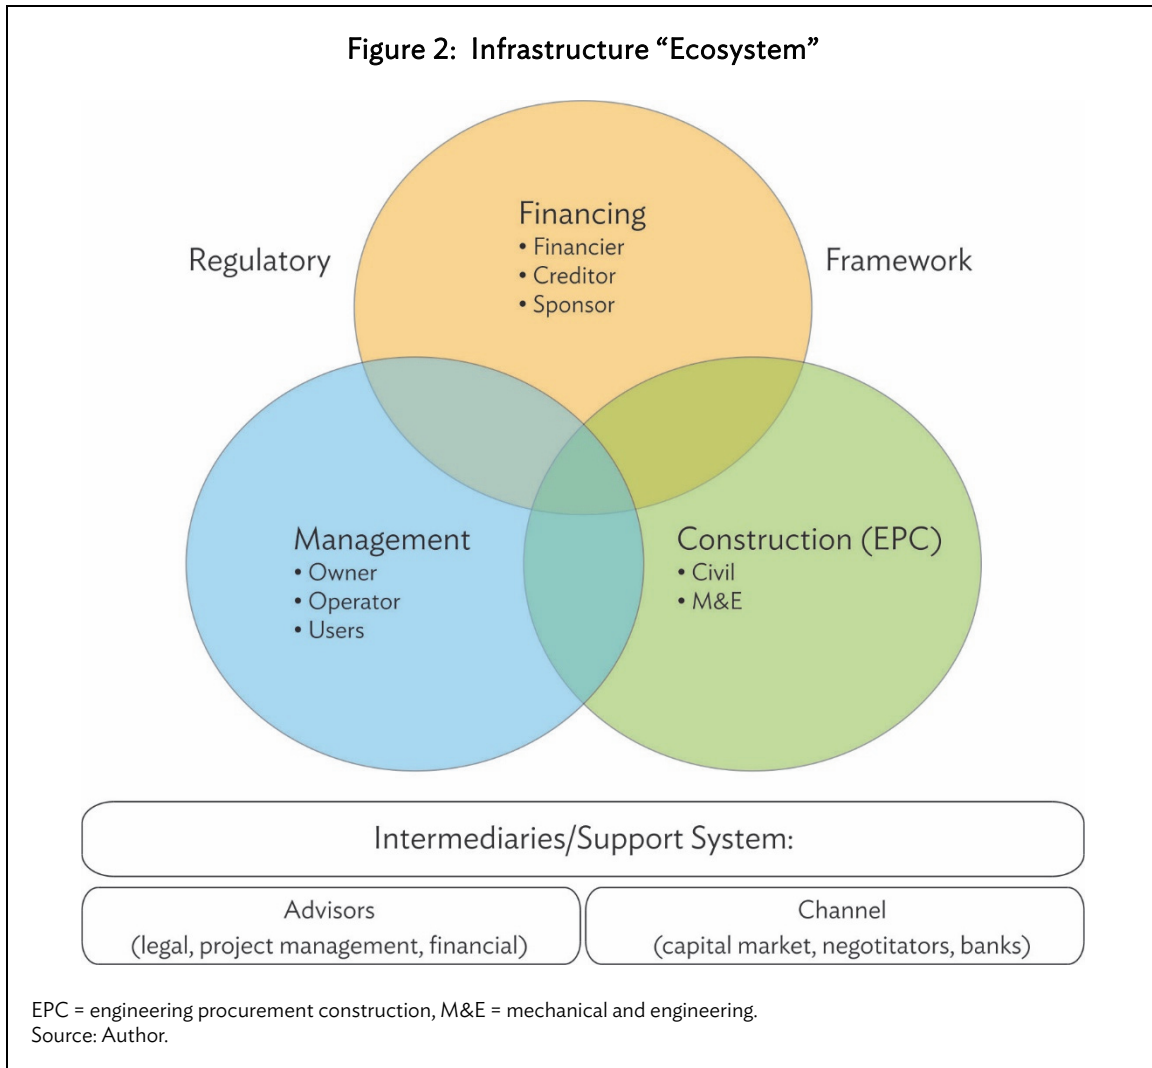 Figure 2: Infrastructure “Ecosystem”
Financing
• Financier
• Creditor
• Sponsor
Regulatory
Framework
Management
• Owner
• Operator
• Users
Construction (EPC)
• Civil
• M&E
Intermediaries/Support System:
Advisors
(legal, project management, financial)
Channel
(capital market, negotitators, banks)
EPC = engineering procurement construction, M&E = mechanical and engineering.
Source: Author.